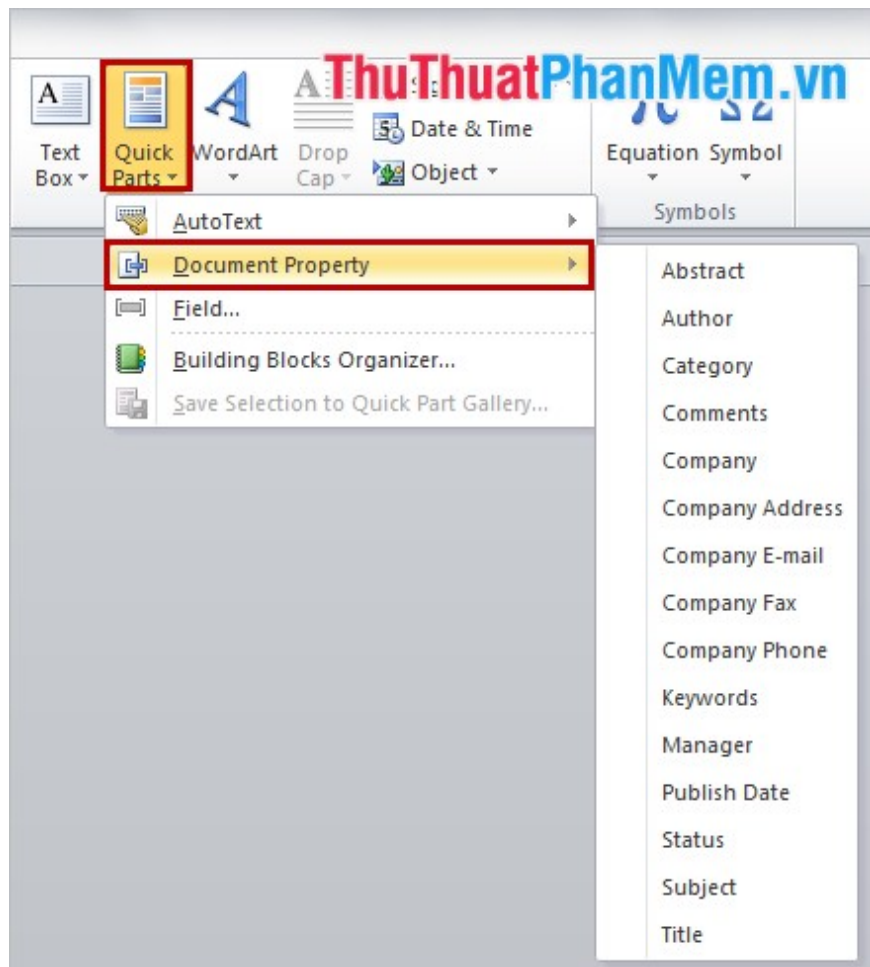 ThuThuatPhanMem.vn
A
A
A
Date & Time
Text
Box
Quick
Parts
WordArt
Drop
Cap
Object
Equation
Symbol
Symbols
AutoText
Document Property
Field...
Building Blocks Organizer...
Save Selection to Quick Part Gallery...
Abstract
Author
Category
Comments
Company
Company Address
Company E-mail
Company Fax
Company Phone
Keywords
Manager
Publish Date
Status
Subject
Title